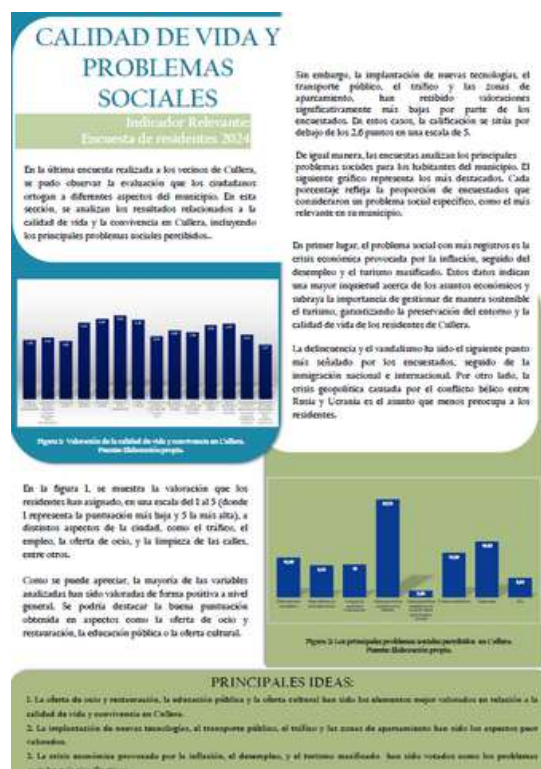 CALIDAD DE VIDA Y
PROBLEMAS
SOCIALES
Indicador Relevante:
Encuesta de residentes 2024
En la última encuesta realizada a los vecinos de Cullera,
se pudo observar la evaluación que los ciudadanos
ortogan a diferentes aspectos del municipio. En esta
sección, se analizan los resultados relacionados a la
calidad de vida y la convivencia en Cullera, incluyendo
los principales problemas sociales percibidos..
Figura 1: Valoración de la calidad de vida y convivencia en Cullera.
Fuente: Elaboración propia.
En la figura 1, se muestra la valoración que los
residentes han asignado, en una escala del 1 al 5 (donde
1 representa la puntuación más baja y 5 la más alta), a
distintos aspectos de la ciudad, como el tráfico, el
empleo, la oferta de ocio, y la limpieza de las calles,
entre otros.
Como se puede apreciar, la mayoría de las variables
analizadas han sido valoradas de forma positiva a nivel
general. Se podría destacar la buena puntuación
obtenida en aspectos como la oferta de ocio y
restauración, la educación pública o la oferta cultural.
Sin embargo, la implantación de nuevas tecnologías, el
transporte público, el tráfico y las zonas de
aparcamiento, han recibido valoraciones
significativamente más bajas por parte de los
encuestados. En estos casos, la calificación se sitúa por
debajo de los 2,6 puntos en una escala de 5.
De igual manera, las encuestas analizan los principales
problemas sociales para los habitantes del municipio. El
siguiente gráfico representa los más destacados. Cada
porcentaje refleja la proporción de encuestados que
consideraron un problema social específico, como el más
relevante en su municipio.
En primer lugar, el problema social con más registros es la
crisis económica provocada por la inflación, seguido del
desempleo y el turismo masificado. Estos datos indican
una mayor inquietud acerca de los asuntos económicos y
subraya la importancia de gestionar de manera sostenible
el turismo, garantizando la preservación del entorno y la
calidad de vida de los residentes de Cullera.
La delincuencia y el vandalismo ha sido el siguiente punto
más señalado por los encuestados, seguido de la
inmigración nacional e internacional. Por otro lado, la
crisis geopolítica causada por el conflicto bélico entre
Rusia y Ucrania es el asunto que menos preocupa a los
residentes.
Figura 2: Los principales problemas sociales percibidos en Cullera.
Fuente: Elaboración propia.
PRINCIPALES IDEAS:
1. La oferta de ocio y restauración, la educación pública y la oferta cultural han sido los elementos mejor valorados en relación a la
calidad de vida y convivencia en Cullera.
2. La implantación de nuevas tecnologías, el transporte público, el tráfico y las zonas de aparcamiento han sido los aspectos peor
valorados.
3. La crisis económica provocada por la inflación, el desempleo, y el turismo masificado han sido votados como los problemas